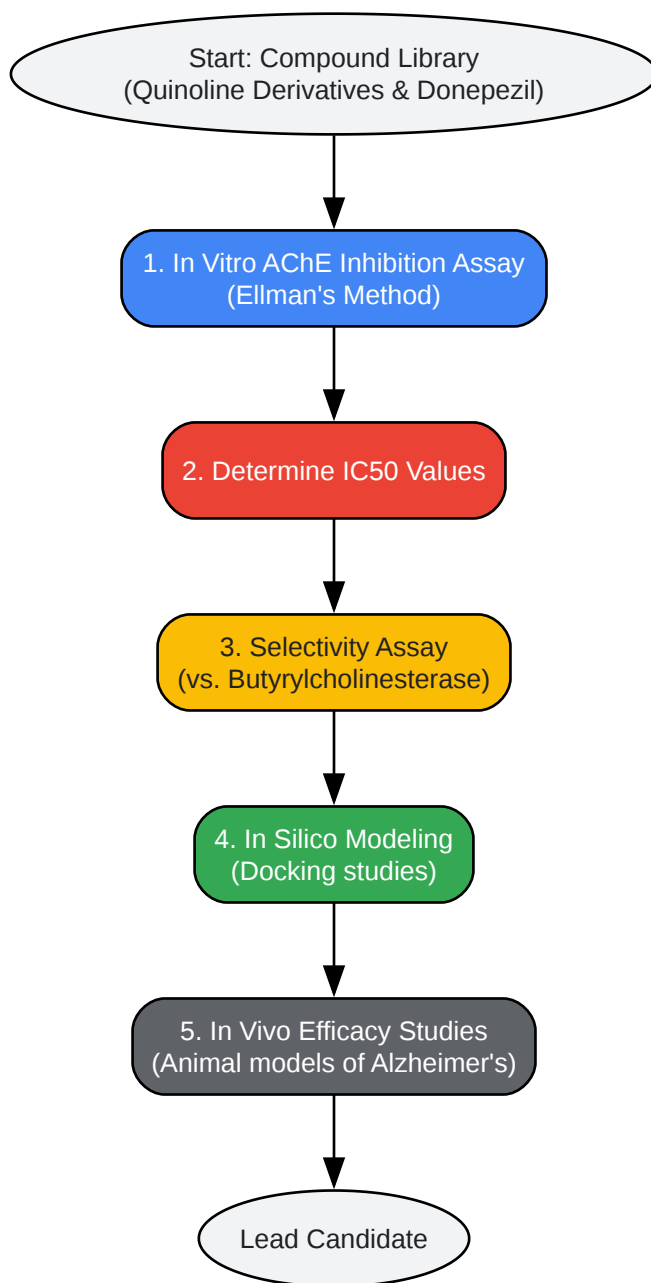 Start: Compound Library
(Quinoline Derivatives & Donepezil)
1. In Vitro AChE Inhibition Assay
(Ellman's Method)
2. Determine IC50 Values
3. Selectivity Assay
(vs. Butyrylcholinesterase)
4. In Silico Modeling
(Docking studies)
5. In Vivo Efficacy Studies
(Animal models of Alzheimer's)
Lead Candidate